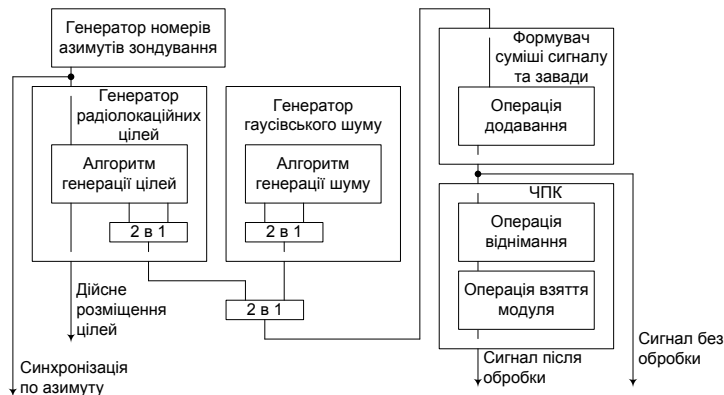 Генератор номерів
азимутів зондування
Генератор
радіолокаційних
цілей
Алгоритм
генерації цілей
2 в 1
Дійсне
розміщення
цілей
Синхронізація
по азимуту
Генератор
гаусівського шуму
Алгоритм
генерації шуму
2 в 1
2 в 1
Формувач
суміші сигналу
та завади
Операція
додавання
ЧПК
Операція
віднімання
Операція взяття
модуля
Сигнал після
обробки
Сигнал без
обробки